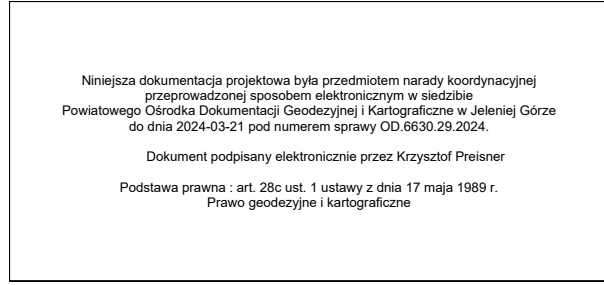 Niniejsza dokumentacja projektowa była przedmiotem narady koordynacyjnej
przeprowadzonej sposobem elektronicznym w siedzibie
Powiatowego Ośrodka Dokumentacji Geodezyjnej i Kartograficzne w Jeleniej Górze
do dnia 2024-03-21 pod numerem sprawy OD.6630.29.2024.
Dokument podpisany elektronicznie przez Krzysztof Preisner
Podstawa prawna : art. 28c ust. 1 ustawy z dnia 17 maja 1989 r.
Prawo geodezyjne i kartograficzne